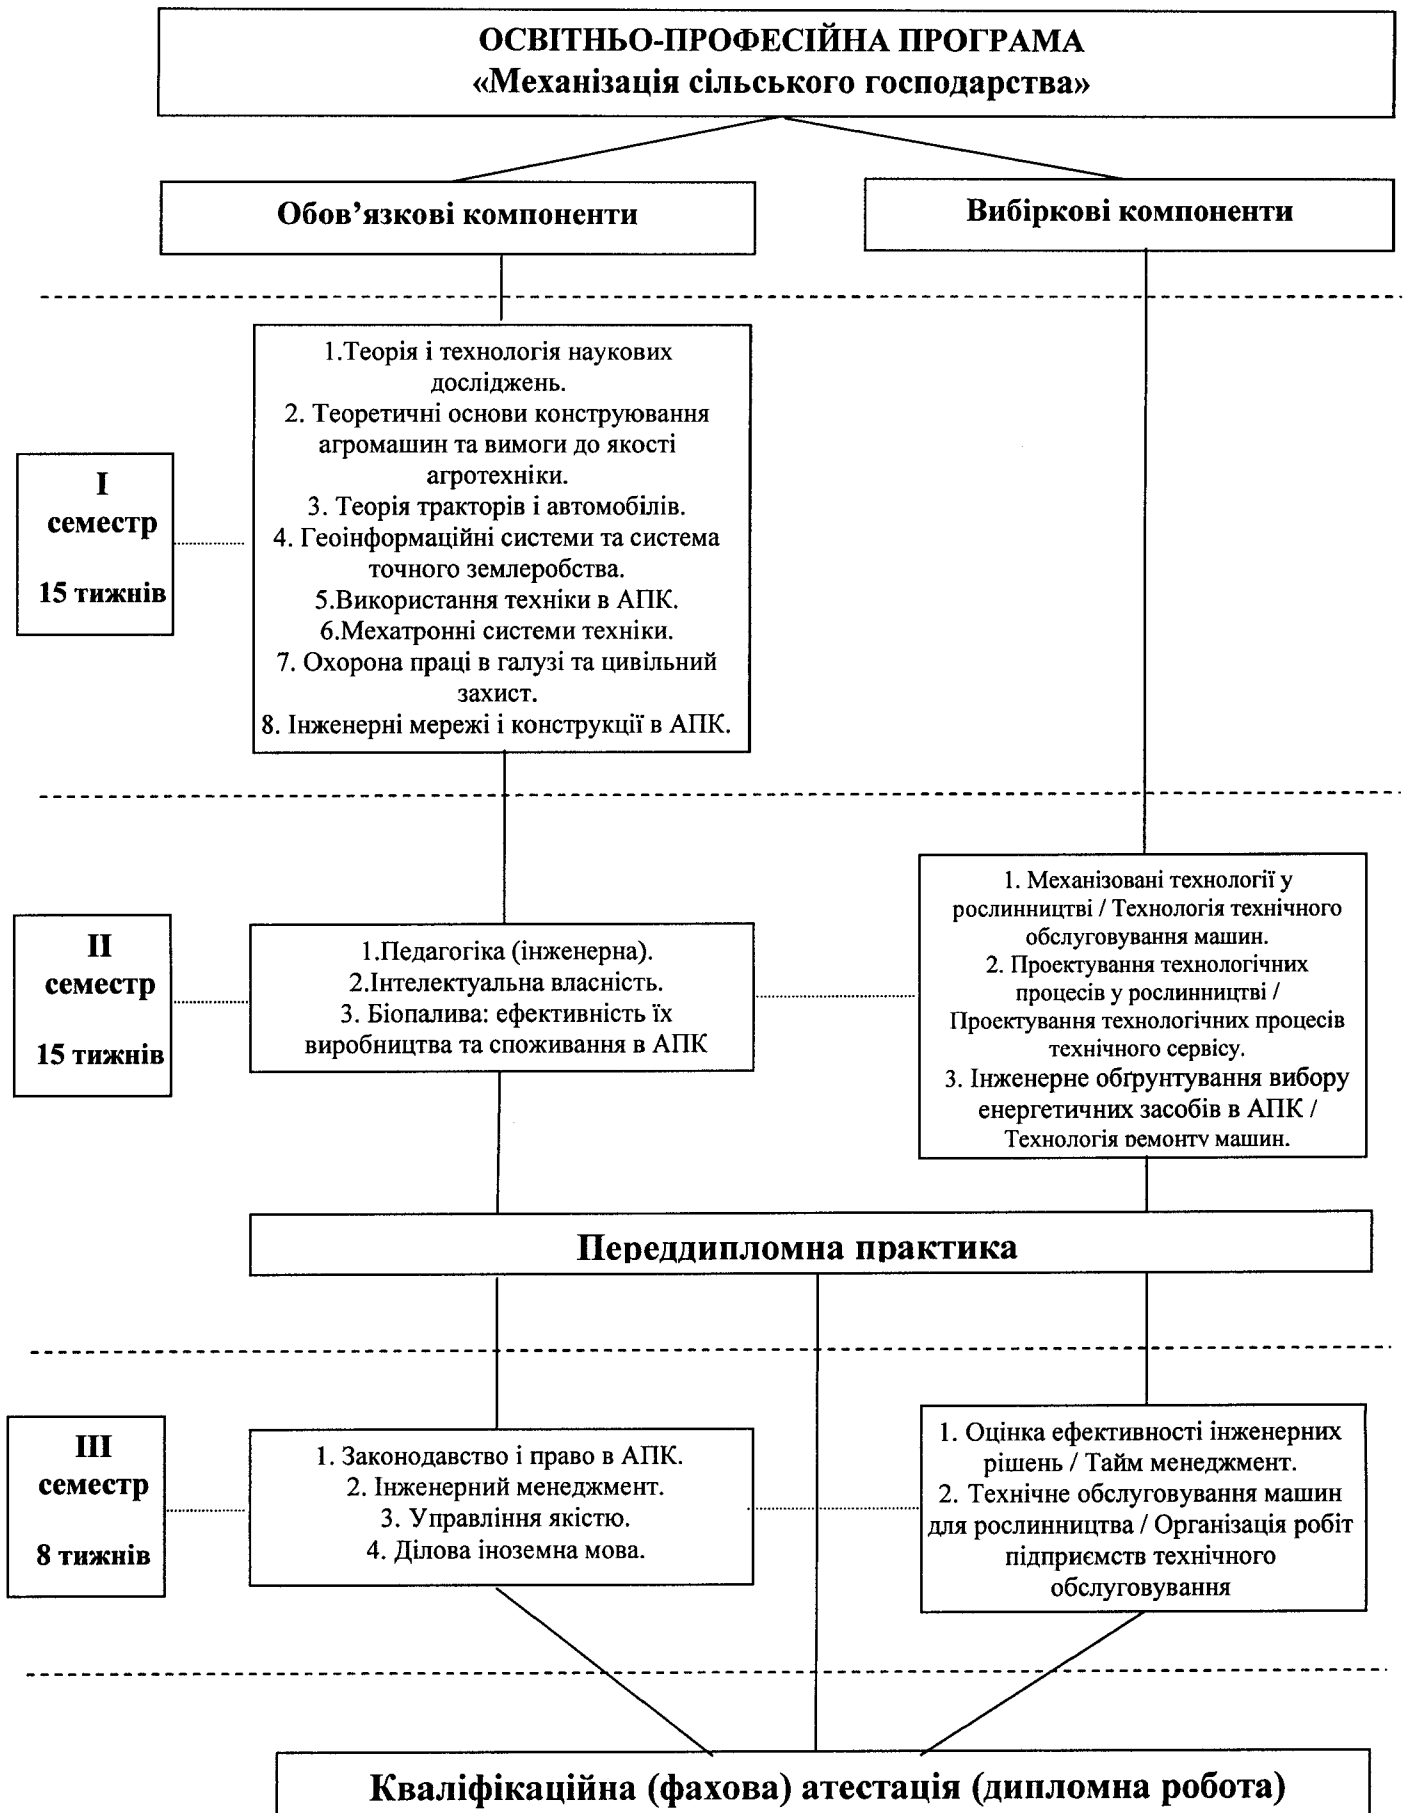 ОСВІТНЬО-ПРОФЕСІЙНА ПРОГРАМА
«Механізація сільського господарства»
Обов’язкові компоненти
Вибіркові компоненти
І
семестр
15 тижнів
1.Теорія і технологія наукових
досліджень.
2. Теоретичні основи конструювання
агромашин та вимоги до якості
агротехніки.
3. Теорія тракторів і автомобілів.
4. Геоінформаційні системи та система
точного землеробства.
5.Використання техніки в АПК.
6.Мехатронні системи техніки.
7. Охорона праці в галузі та цивільний
захист.
8. Інженерні мережі і конструкції в АПК.
ІІ
семестр
15 тижнів
1.Педагогіка (інженерна).
2.Інтелектуальна власність.
3. Біопалива: ефективність їх
виробництва та споживання в АПК
1. Механізовані технології у
рослинництві / Технологія технічного
обслуговування машин.
2. Проектування технологічних
процесів у рослинництві /
Проектування технологічних процесів
технічного сервісу.
3. Інженерне обґрунтування вибору
енергетичних засобів в АПК /
Технологія ремонту машин.
Переддипломна практика
ІІІ
семестр
8 тижнів
1. Законодавство і право в АПК.
2. Інженерний менеджмент.
3. Управління якістю.
4. Ділова іноземна мова.
1. Оцінка ефективності інженерних
рішень / Тайм менеджмент.
2. Технічне обслуговування машин
для рослинництва / Організація робіт
підприємств технічного
обслуговування
Кваліфікаційна (фахова) атестація (дипломна робота)